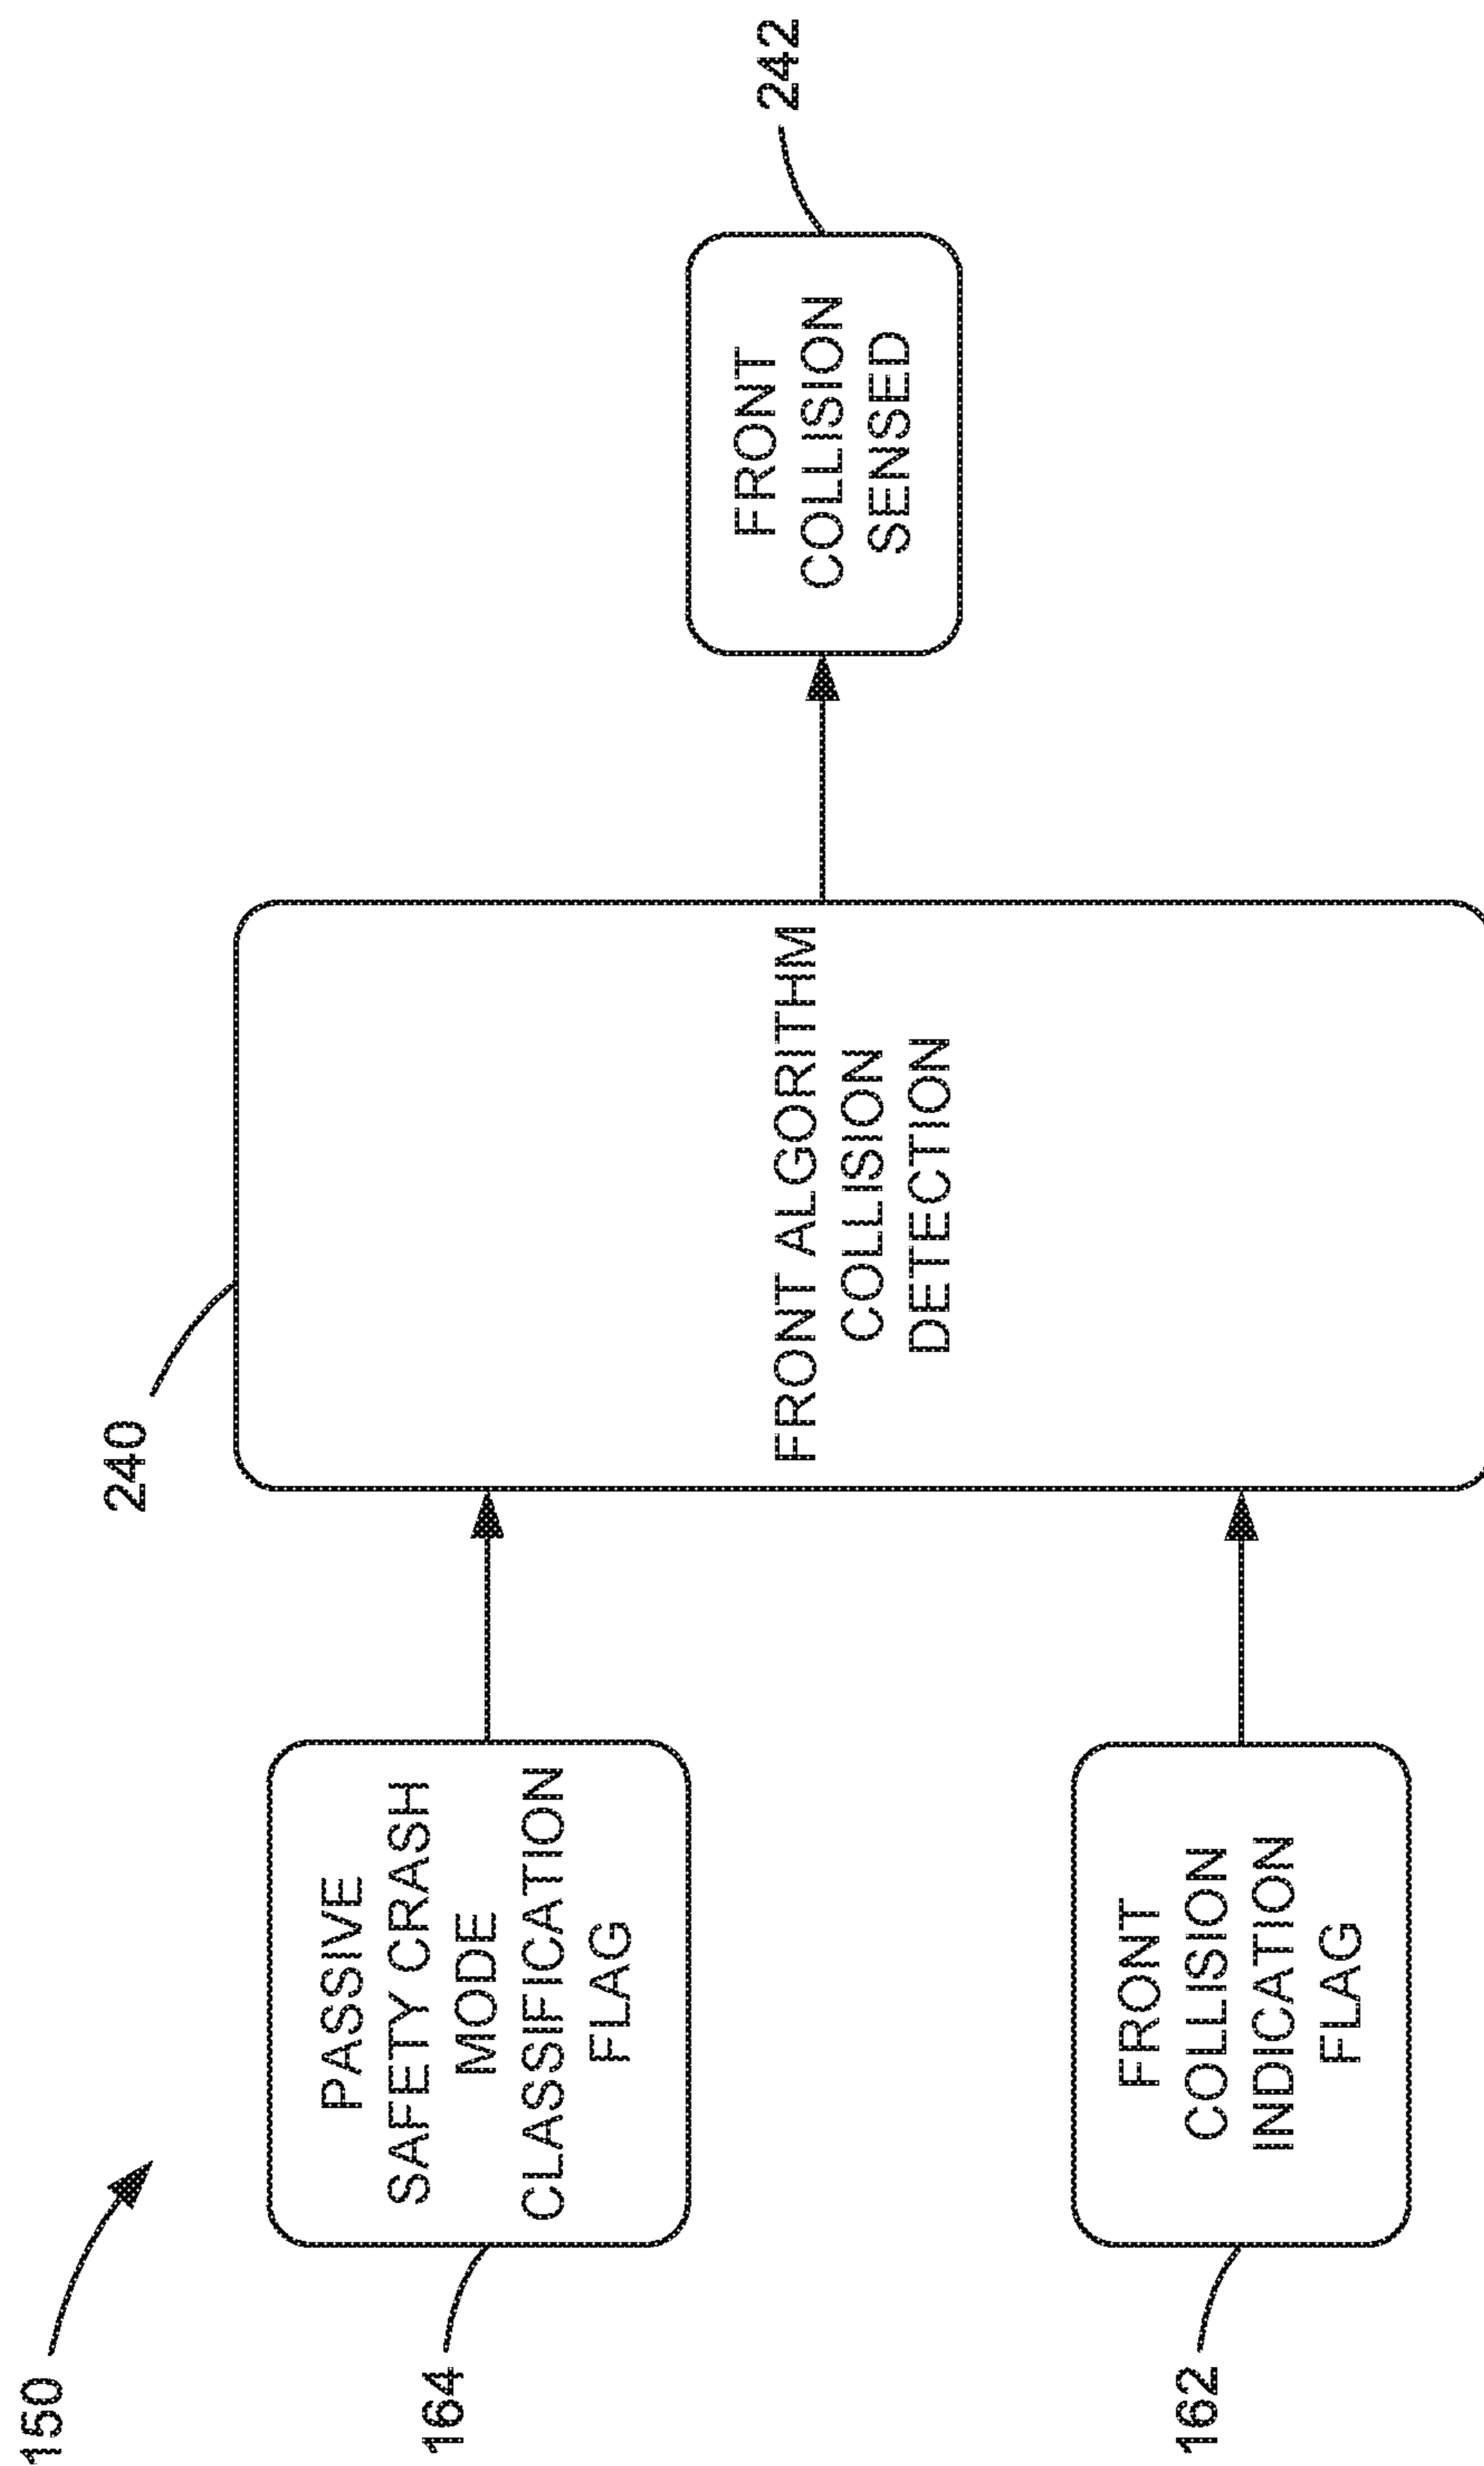 150
164
PASSIVE
SAFETY CRASH
MODE
CLASSIFICATION
FLAG
162
FRONT
COLLISION
INDICATION
FLAG
240
FRONT ALGORITHM
COLLISION
DETECTION
242
FRONT
COLLISION
SENSED